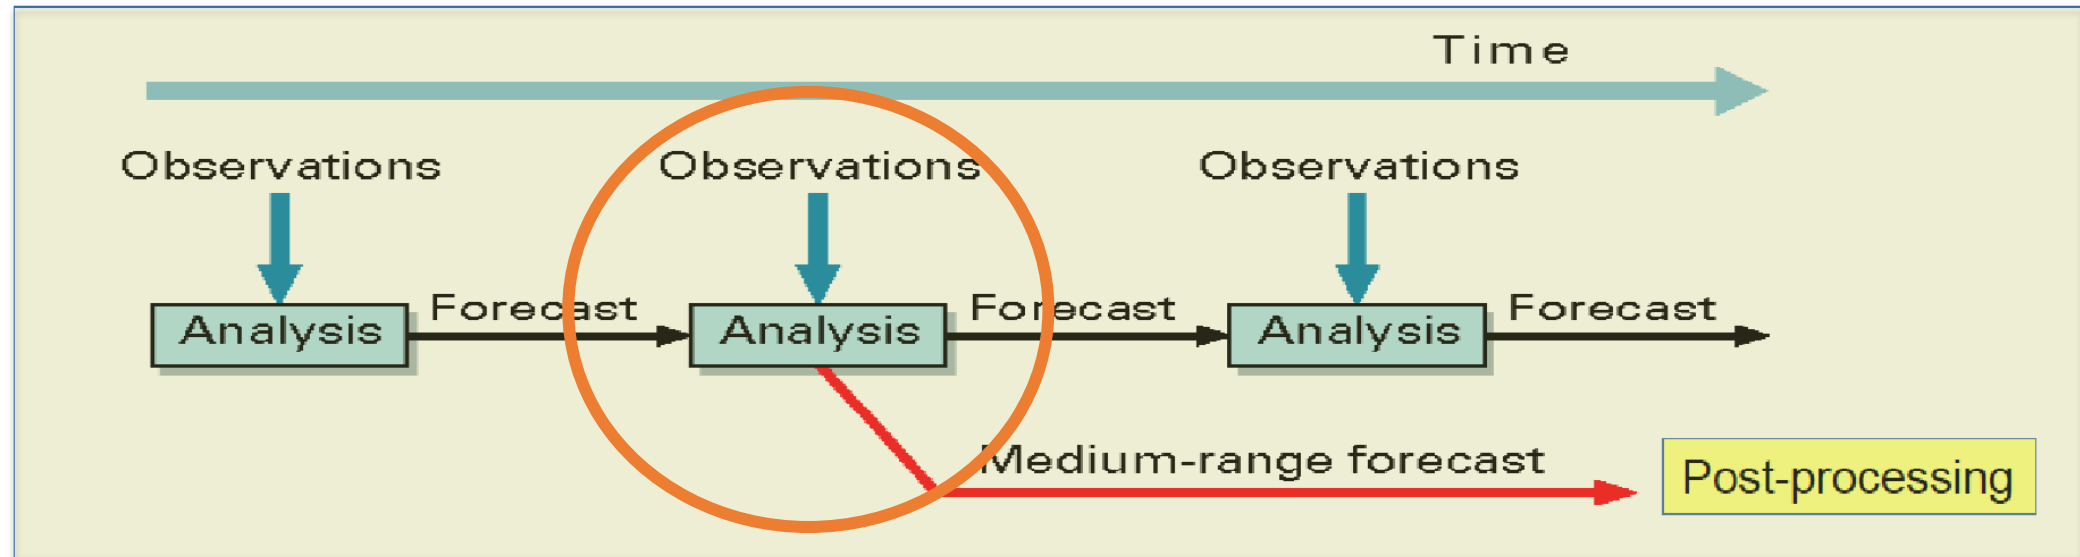 Time
Observations Observations Observations
Analysis Forecast Analysis Forecast Analysis Forecast
Medium-range forecast
Post-processing